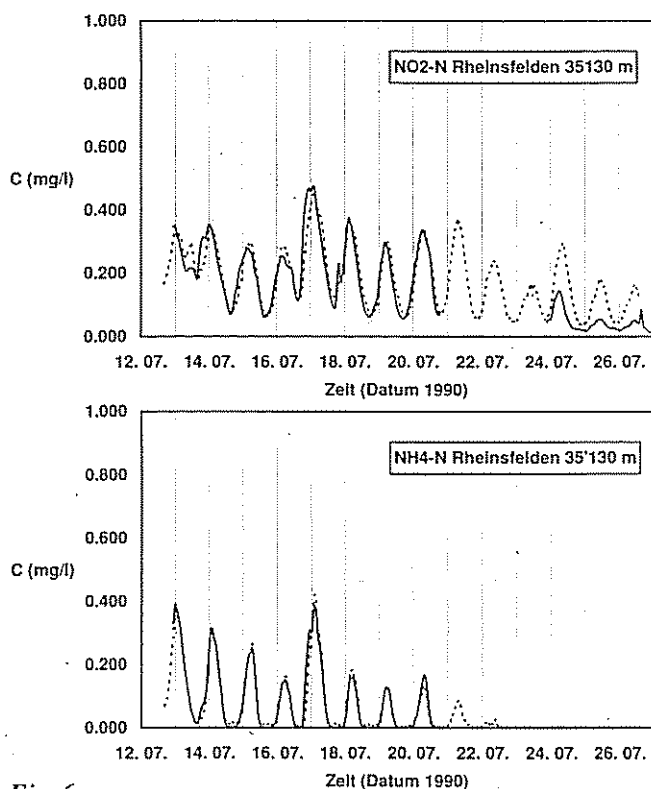 1.000
NO2-N Rheinsfelden 35130 m
0.800
0.600
C (mg/l)
0.400
0.200
0.000
12. 07. 14. 07. 16. 07. 18. 07. 20. 07. 22. 07. 24. 07. 26. 07.
Zeit (Datum 1990)
1.000
NH4-N Rheinsfelden 35'130 m
0.800
0.600
C (mg/l)
0.400
0.200
0.000
12. 07. 14. 07. 16. 07. 18. 07. 20. 07. 22. 07. 24. 07. 26. 07.
Zeit (Datum 1990)